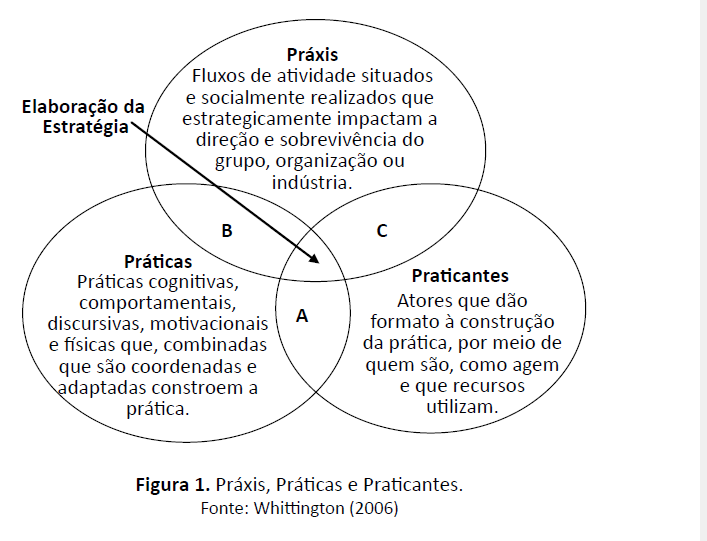 Práxis
Fluxos de atividade situados
e socialmente realizados que
estrategicamente impactam a
direção e sobrevivência do
grupo, organização ou
indústria.
Elaboração da
Estratégia
B
C
Práticas
Práticas cognitivas,
comportamentais,
discursivas, motivacionais
e físicas que, combinadas
que são coordenadas e
adaptadas constroem a
prática.
A
Praticantes
Atores que dão
formato à construção
da prática, por meio de
quem são, como agem
e que recursos
utilizam.
Figura 1. Práxis, Práticas e Praticantes.
Fonte: Whittington (2006)